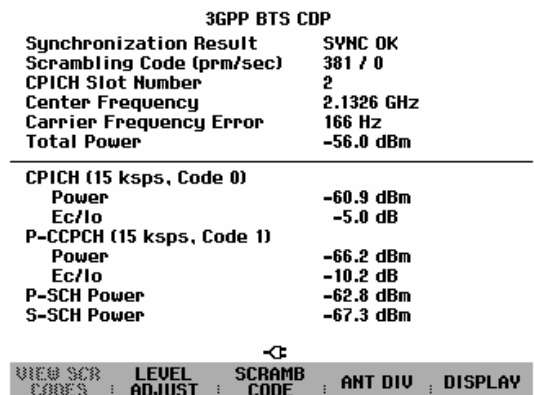 3GPP BTS CDP
Synchronization Result SYNC OK
Scrambling Code (prm/sec) 381 / 0
CPICH Slot Number 2
Center Frequency 2.1326 GHz
Carrier Frequency Error 166 Hz
Total Power -56.0 dBm
CPICH (15 ksps, Code 0)
Power -60.9 dBm
Ec/Io -5.0 dB
P-CCPCH (15 ksps, Code 1)
Power -66.2 dBm
Ec/Io -10.2 dB
P-SCH Power -62.8 dBm
S-SCH Power -67.3 dBm
VIEW SCR CODES LEVEL ADJUST SCRAMB CODE ANT DIV DISPLAY